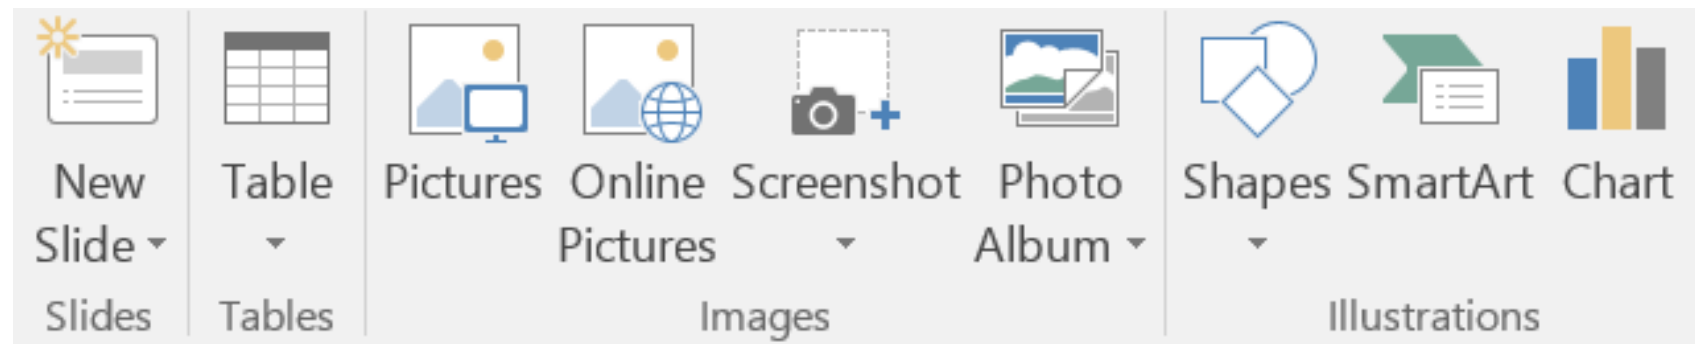 New
Slide
Slides
Table
Tables
Pictures
Online
Pictures
Screenshot
Photo
Album
Images
Shapes
SmartArt
Chart
Illustrations